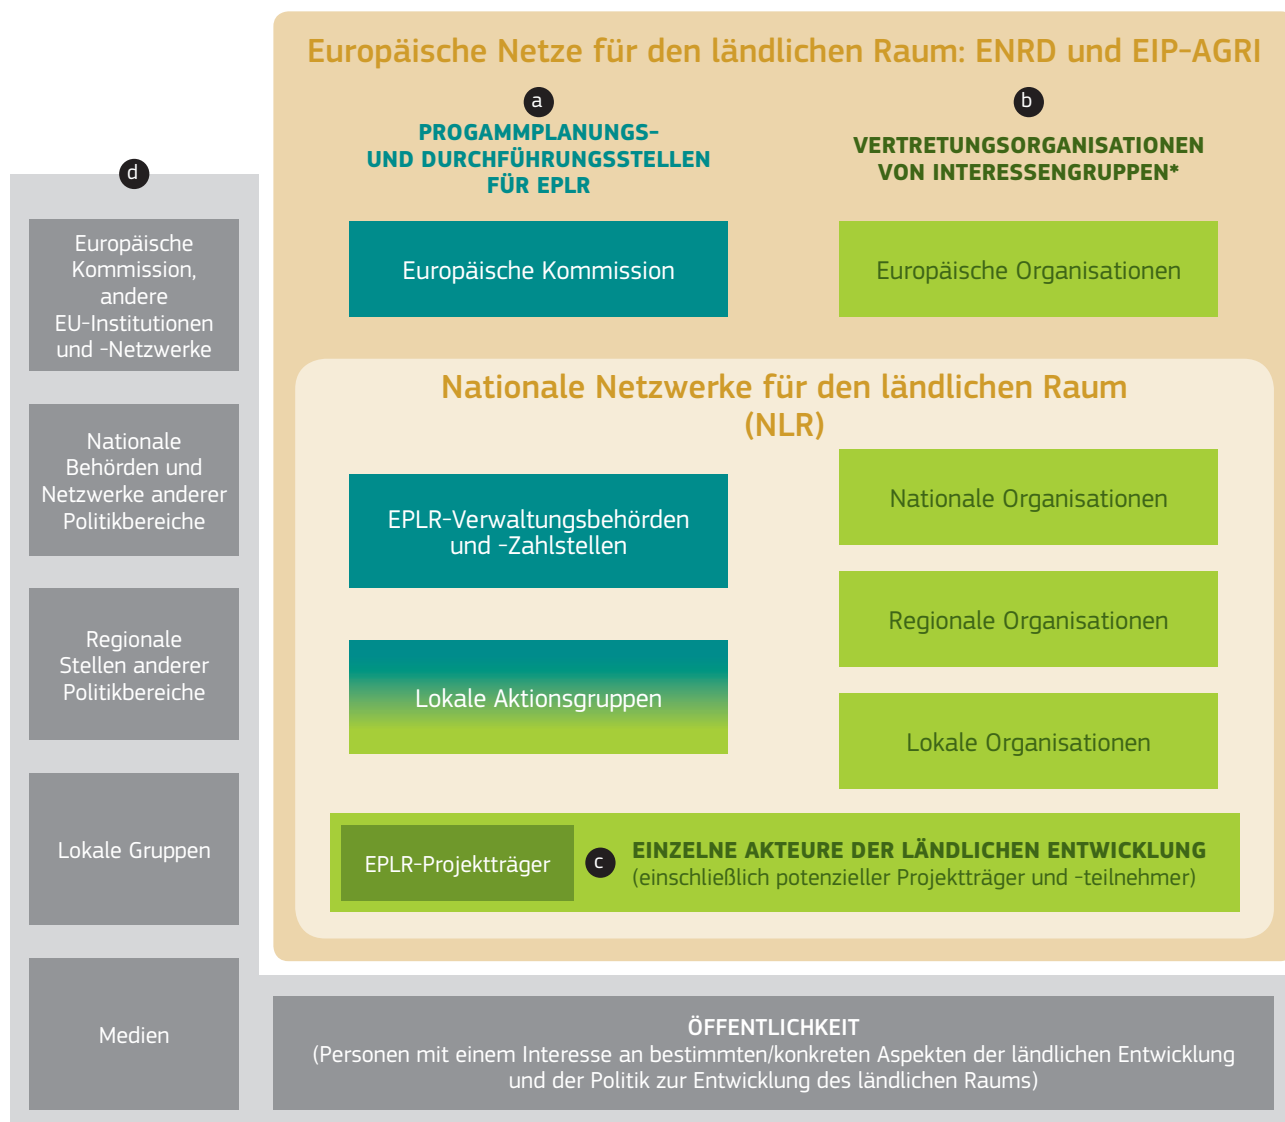 Europäische Netze für den ländlichen Raum: ENRD und EIP-AGRI
a
PROGAMMPLANUNGS-
UND DURCHFÜHRUNGSSTELLEN
FÜR EPLR
b
VERTRETUNGSORGANISATIONEN
VON INTERESSENGRUPPEN*
Europäische Kommission
Europäische Organisationen
Nationale Netzwerke für den ländlichen Raum
(NLR)
EPLR-Verwaltungsbehörden
und -Zahlstellen
Lokale Aktionsgruppen
Nationale Organisationen
Regionale Organisationen
Lokale Organisationen
EPLR-Projektträger
c
EINZELNE AKTEURE DER LÄNDLICHEN ENTWICKLUNG
(einschließlich potenzieller Projektträger und -teilnehmer)
d
Europäische
Kommission,
andere
EU-Institutionen
und -Netzwerke
Nationale
Behörden und
Netzwerke anderer
Politikbereiche
Regionale
Stellen anderer
Politikbereiche
Lokale Gruppen
Medien
ÖFFENTLICHKEIT
(Personen mit einem Interesse an bestimmten/konkreten Aspekten der ländlichen Entwicklung
und der Politik zur Entwicklung des ländlichen Raums)